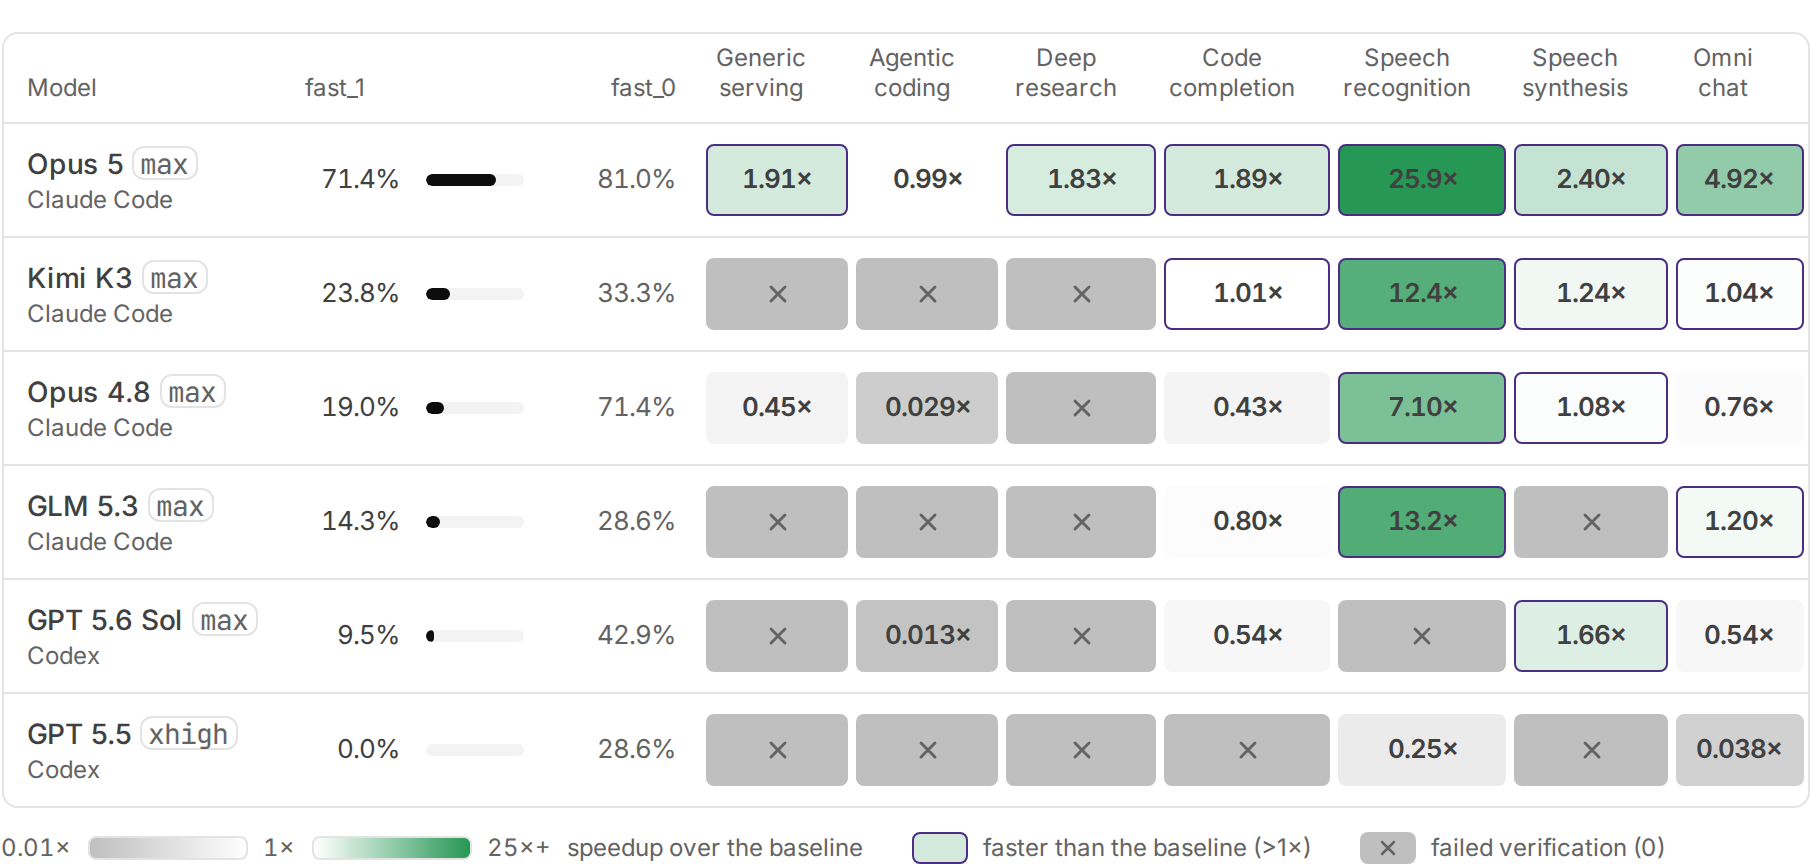 Model fast_1 fast_0 Generic serving Agentic coding Deep research Code completion Speech recognition Speech synthesis Omni chat
Opus 5 max 71.4% 81.0% 1.91× 0.99× 1.83× 1.89× 25.9× 2.40× 4.92×
Claude Code
Kimi K3 max 23.8% 33.3% × × × 1.01× 12.4× 1.24× 1.04×
Claude Code
Opus 4.8 max 19.0% 71.4% 0.45× 0.029× × 0.43× 7.10× 1.08× 0.76×
Claude Code
GLM 5.3 max 14.3% 28.6% × × × 0.80× 13.2× × 1.20×
Claude Code
GPT 5.6 Sol max 9.5% 42.9% × 0.013× × 0.54× × 1.66× 0.54×
Codex
GPT 5.5 xhigh 0.0% 28.6% × × × × 0.25× × 0.038×
Codex
0.01× 1× 25×+ speedup over the baseline faster than the baseline (>1×) × failed verification (0)